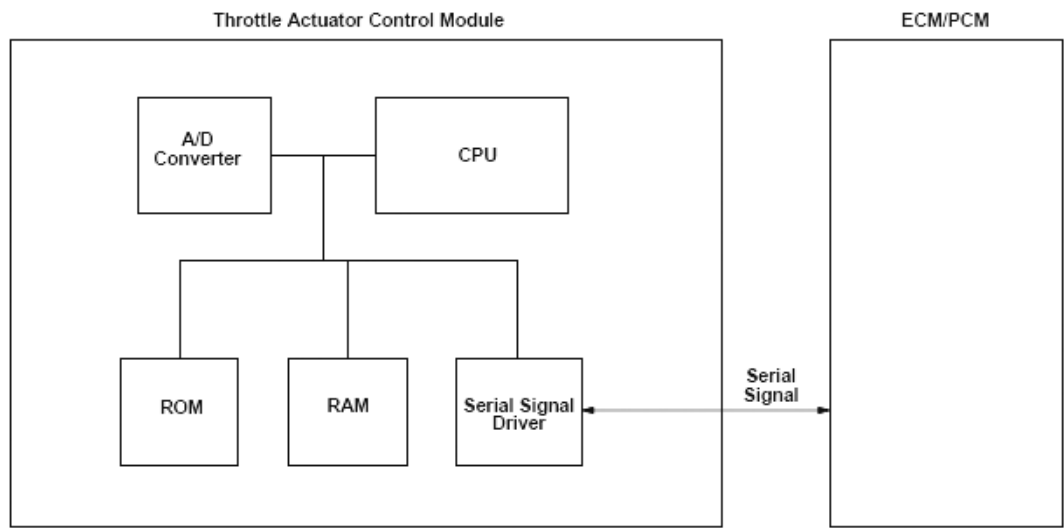 Throttle Actuator Control Module
ECM/PCM
A/D
Converter
CPU
ROM
RAM
Serial Signal
Driver
Serial
Signal